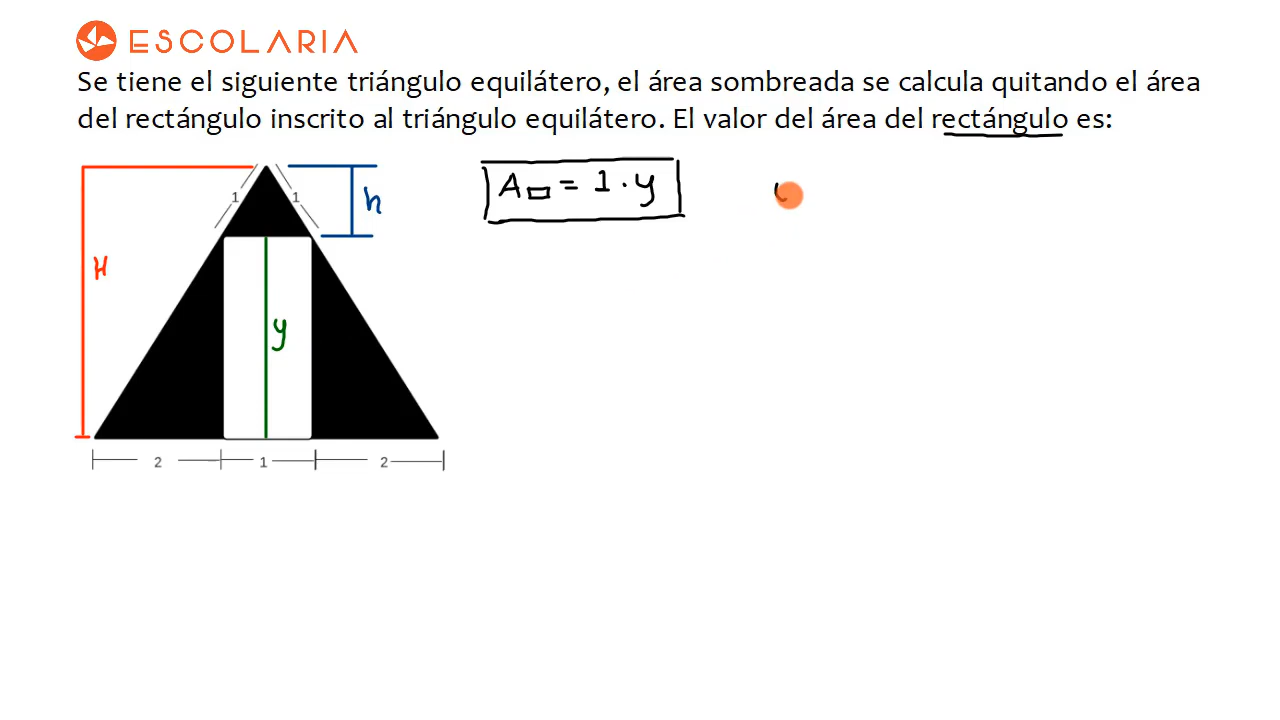 ESCOLARIA
Se tiene el siguiente triángulo equilátero, el área sombreada se calcula quitando el área
del rectángulo inscrito al triángulo equilátero. El valor del área del rectángulo es:
A▭ = 1 · y
1 1
h
H
y
2 1 2